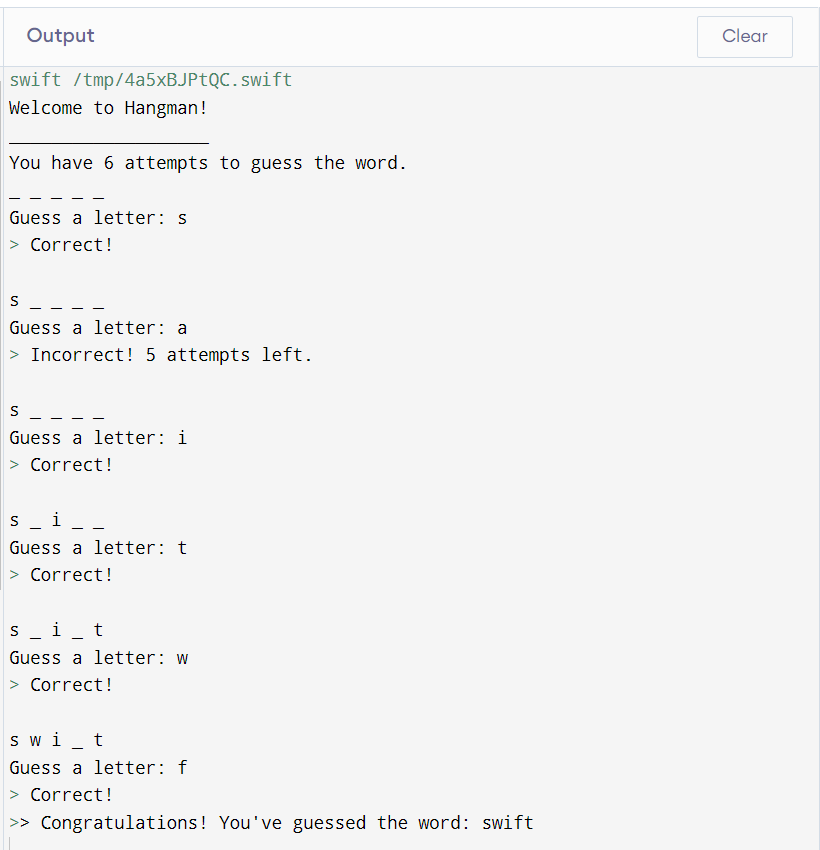 Output
Clear
swift /tmp/4a5xBJPtQC.swift
Welcome to Hangman!
___________________
You have 6 attempts to guess the word.
_ _ _ _ _
Guess a letter: s
> Correct!
s _ _ _ _
Guess a letter: a
> Incorrect! 5 attempts left.
s _ _ _ _
Guess a letter: i
> Correct!
s _ i _ _
Guess a letter: t
> Correct!
s _ i _ t
Guess a letter: w
> Correct!
s w i _ t
Guess a letter: f
> Correct!
>> Congratulations! You've guessed the word: swift